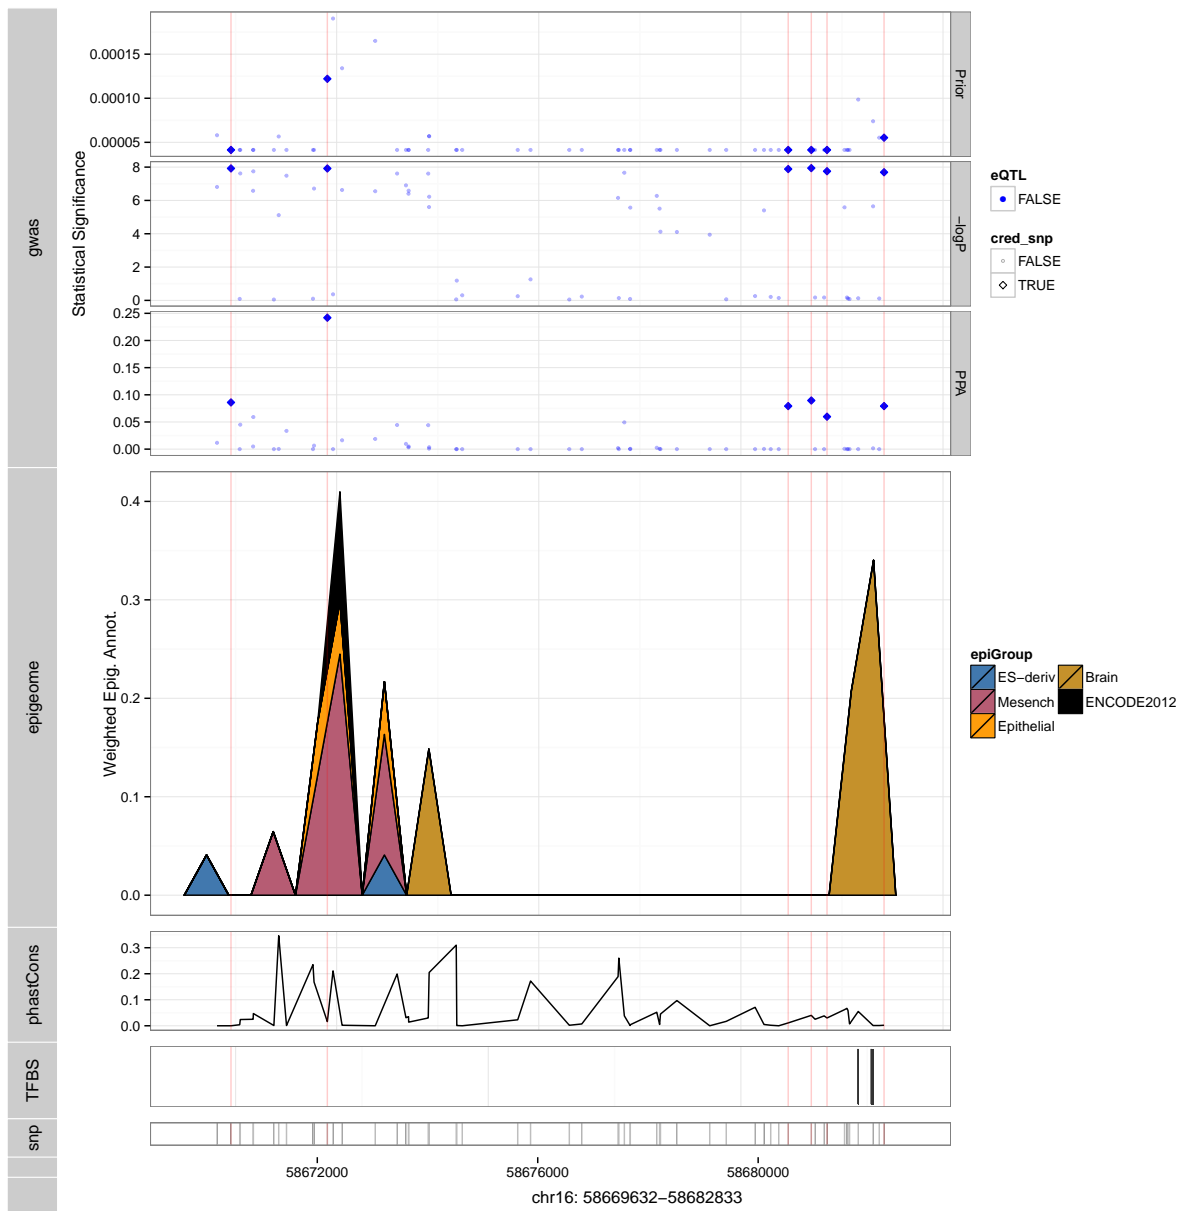 gwas
Statistical Significance
0.00015
0.00010
0.00005
Prior
8
6
4
2
0
−logP
0.25
0.20
0.15
0.10
0.05
0.00
PPA
eQTL
FALSE
cred_snp
FALSE
TRUE
epigeome
Weighted Epig. Annot.
0.4
0.3
0.2
0.1
0.0
epiGroup
ES−deriv
Brain
Mesench
ENCODE2012
Epithelial
phastCons
0.3
0.2
0.1
0.0
TFBS
snp
58672000
58676000
58680000
chr16: 58669632−58682833